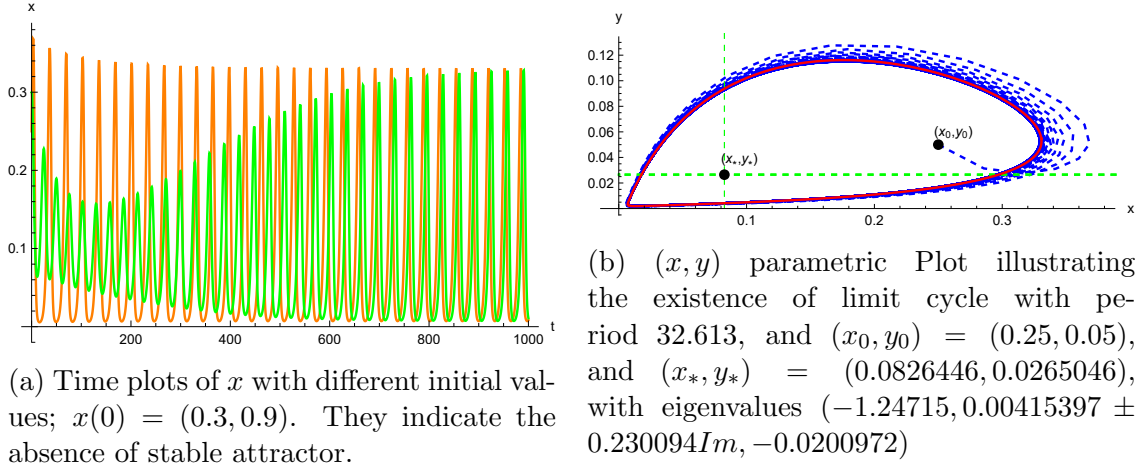 x
0.3
0.2
0.1
200
400
600
800
1000
t
(a) Time plots of x with different initial val-
ues; x(0) = (0.3, 0.9). They indicate the
absence of stable attractor.
y
0.12
0.10
0.08
0.06
0.04
0.02
(x₀,y₀)
(x*,y*)
0.1
0.2
0.3
x
(b) (x, y) parametric Plot illustrating
the existence of limit cycle with pe-
riod 32.613, and (x₀, y₀) = (0.25, 0.05),
and (x∗, y∗) = (0.0826446, 0.0265046),
with eigenvalues (−1.24715, 0.00415397 ±
0.230094Im, −0.0200972)